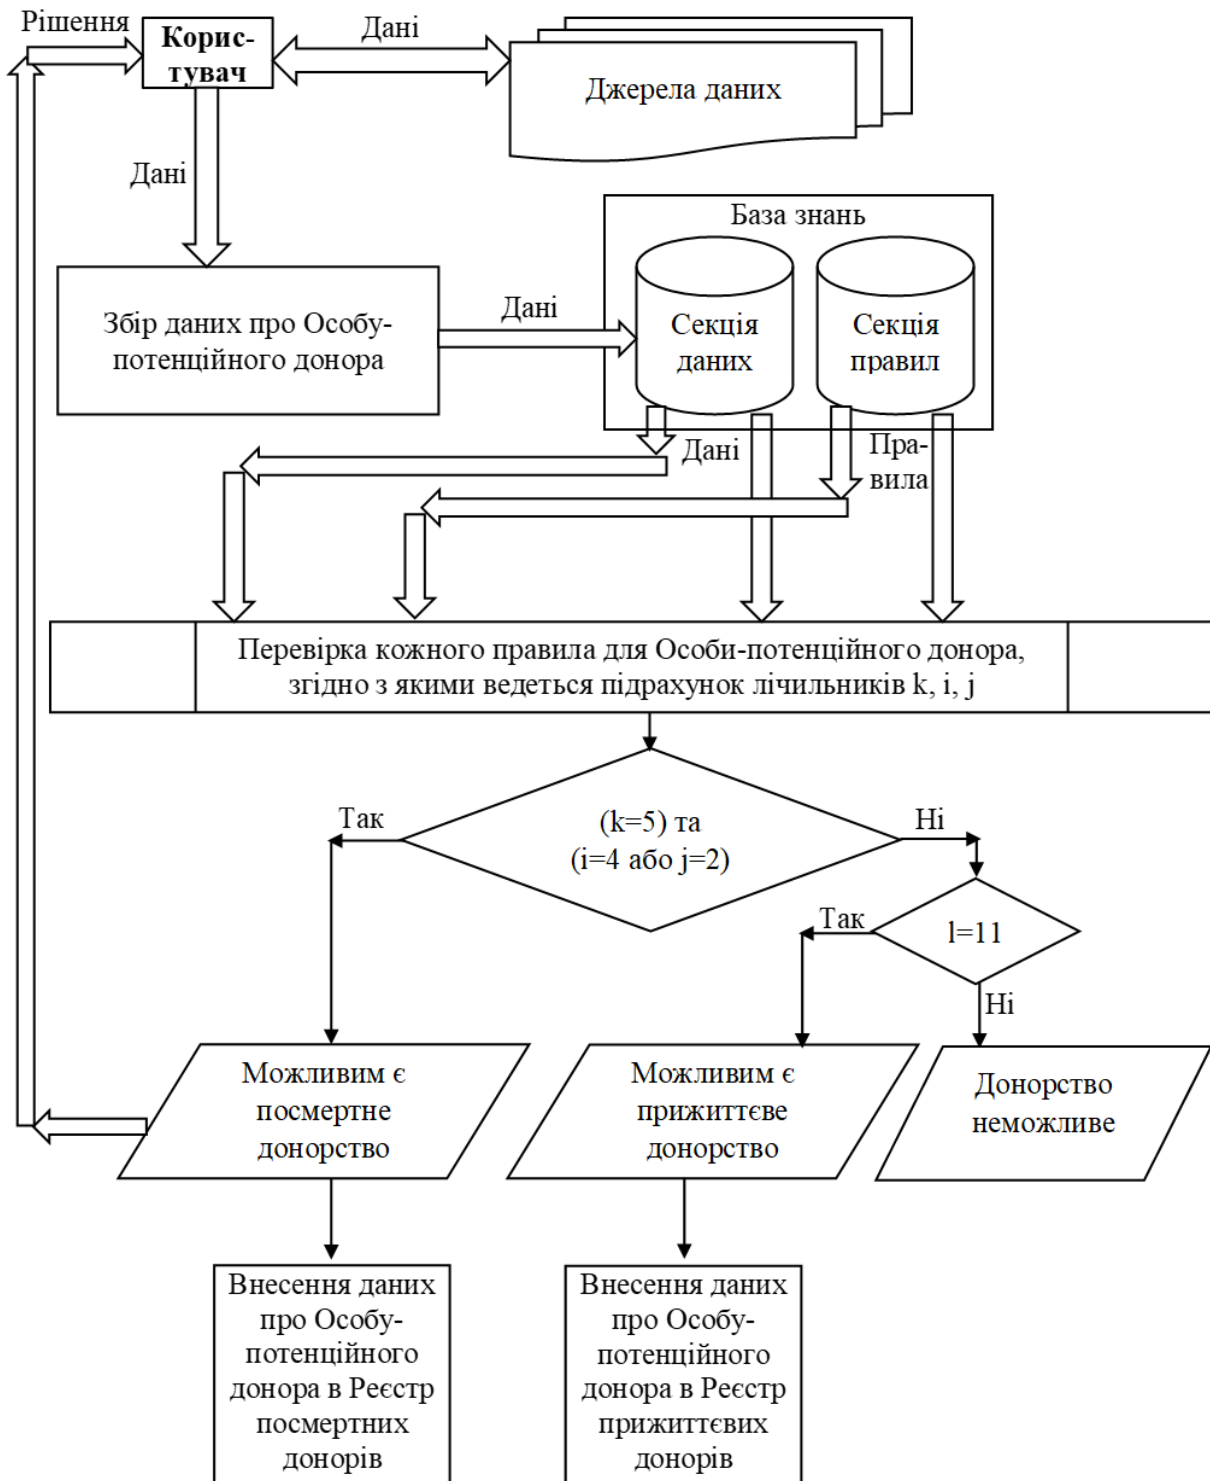 Рішення
Корис-
тувач
Дані
Джерела даних
Дані
База знань
Збір даних про Особу-
потенційного донора
Дані
Секція
даних
Секція
правил
Дані
Пра-
вила
Перевірка кожного правила для Особи-потенційного донора,
згідно з якими ведеться підрахунок лічильників k, i, j
Так
(k=5) та
(i=4 або j=2)
Ні
Так
l=11
Ні
Можливим є
посмертне
донорство
Можливим є
прижиттєве
донорство
Донорство
неможливе
Внесення даних
про Особу-
потенційного
донора в Реєстр
посмертних
донорів
Внесення даних
про Особу-
потенційного
донора в Реєстр
прижиттєвих
донорів